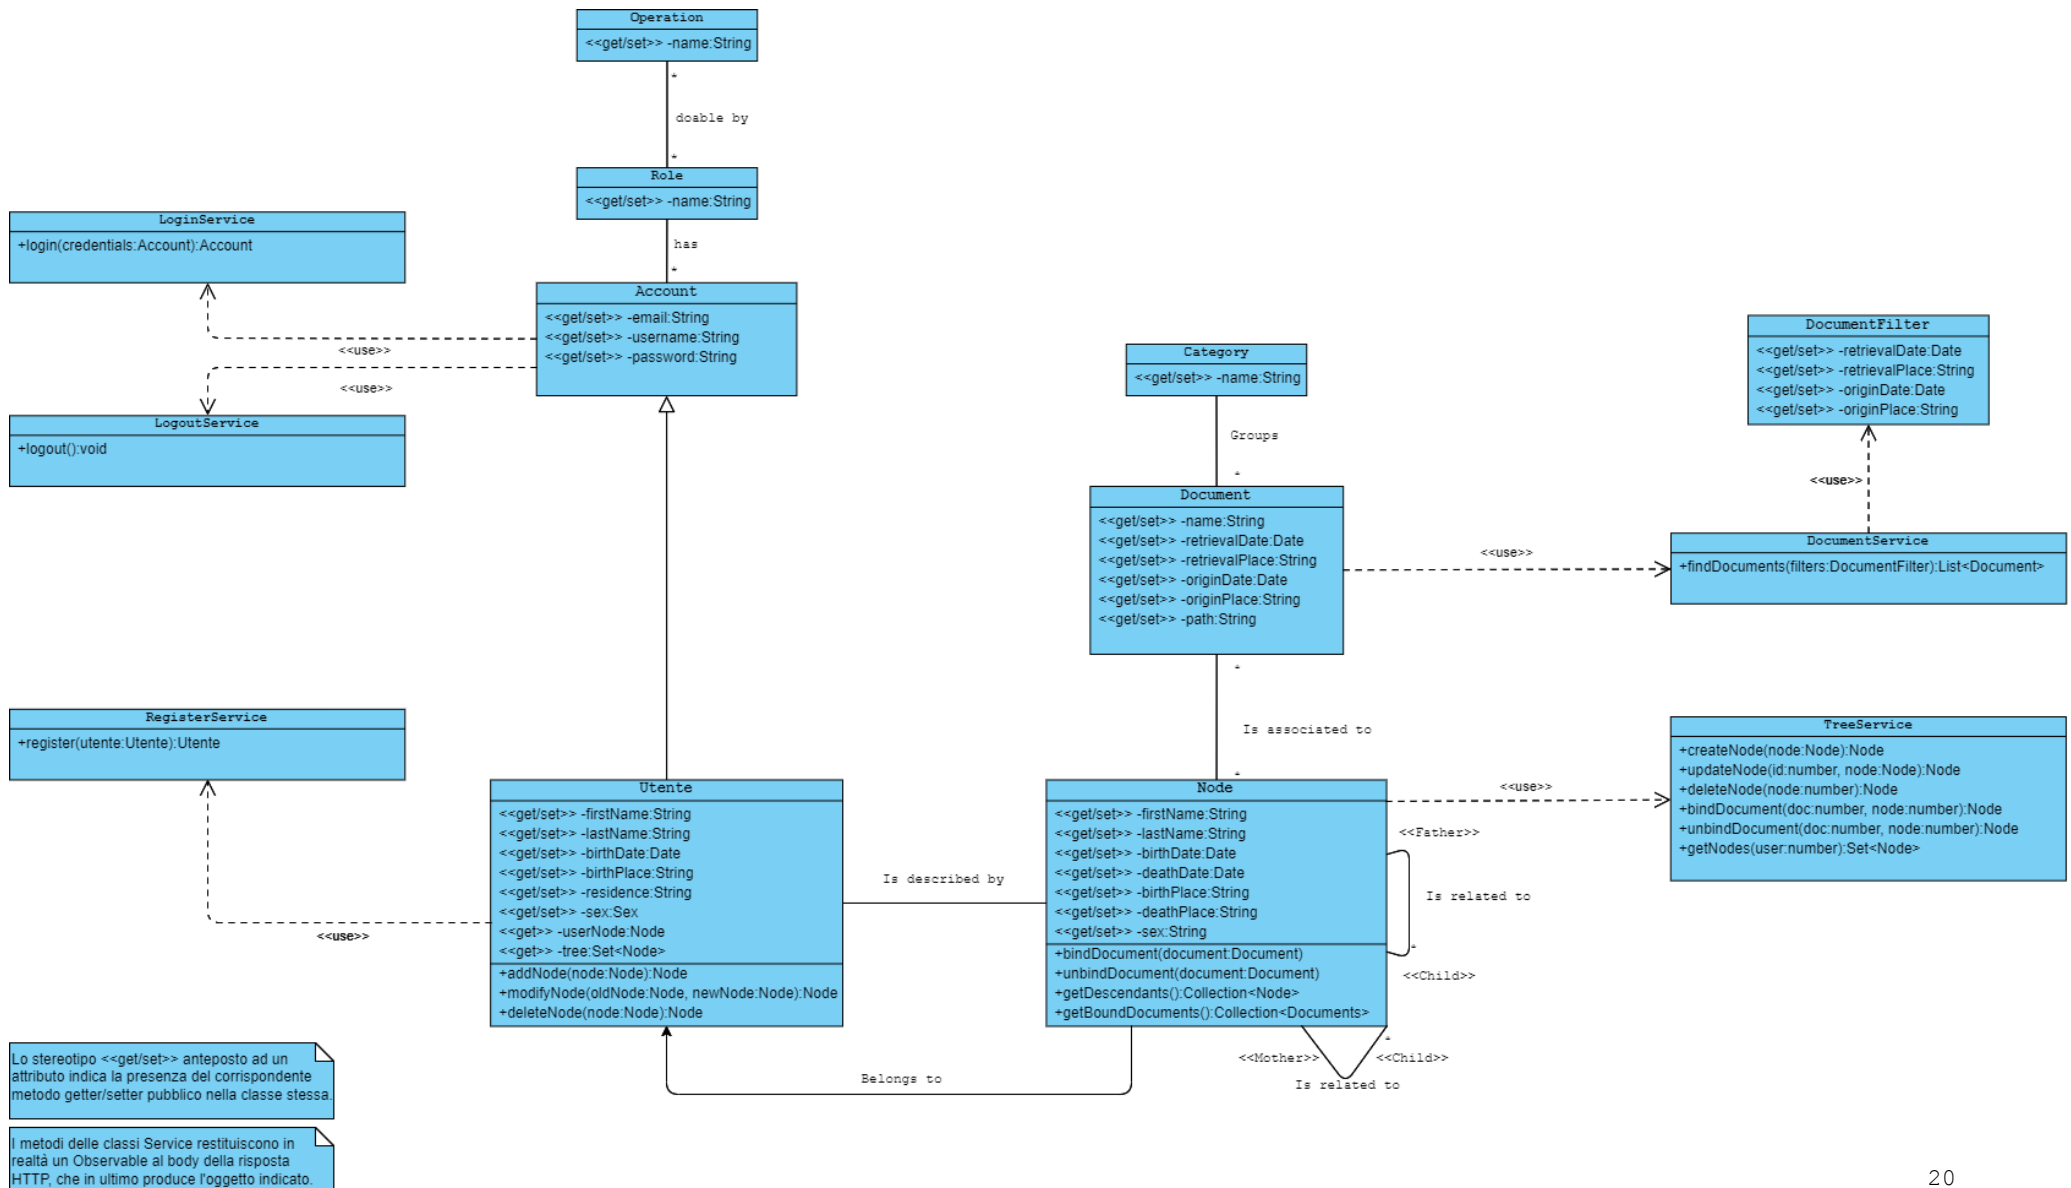 Operation
<<get/set>> -name:String
*
doable by
*
Role
<<get/set>> -name:String
has
*
LoginService
+login(credentials:Account):Account
Account
<<get/set>> -email:String
<<get/set>> -username:String
<<get/set>> -password:String
<<use>>
<<use>>
LogoutService
+logout():void
Category
<<get/set>> -name:String
Groups
*
DocumentFilter
<<get/set>> -retrievalDate:Date
<<get/set>> -retrievalPlace:String
<<get/set>> -originDate:Date
<<get/set>> -originPlace:String
<<use>>
Document
<<get/set>> -name:String
<<get/set>> -retrievalDate:Date
<<get/set>> -retrievalPlace:String
<<get/set>> -originDate:Date
<<get/set>> -originPlace:String
<<get/set>> -path:String
<<use>>
DocumentService
+findDocuments(filters:DocumentFilter):List<Document>
*
Is associated to
*
RegisterService
+register(utente:Utente):Utente
<<use>>
Utente
<<get/set>> -firstName:String
<<get/set>> -lastName:String
<<get/set>> -birthDate:Date
<<get/set>> -birthPlace:String
<<get/set>> -residence:String
<<get/set>> -sex:Sex
<<get>> -userNode:Node
<<get>> -tree:Set<Node>
+addNode(node:Node):Node
+modifyNode(oldNode:Node, newNode:Node):Node
+deleteNode(node:Node):Node
Is described by
Node
<<get/set>> -firstName:String
<<get/set>> -lastName:String
<<get/set>> -birthDate:Date
<<get/set>> -deathDate:Date
<<get/set>> -birthPlace:String
<<get/set>> -deathPlace:String
<<get/set>> -sex:String
+bindDocument(document:Document)
+unbindDocument(document:Document)
+getDescendants():Collection<Node>
+getBoundDocuments():Collection<Documents>
<<use>>
<<Father>>
Is related to
*
<<Child>>
*
<<Mother>>
<<Child>>
Is related to
Belongs to
TreeService
+createNode(node:Node):Node
+updateNode(id:number, node:Node):Node
+deleteNode(node:number):Node
+bindDocument(doc:number, node:number):Node
+unbindDocument(doc:number, node:number):Node
+getNodes(user:number):Set<Node>
Lo stereotipo <<get/set>> anteposto ad un
attributo indica la presenza del corrispondente
metodo getter/setter pubblico nella classe stessa.
I metodi delle classi Service restituiscono in
realtà un Observable al body della risposta
HTTP, che in ultimo produce l'oggetto indicato.
20